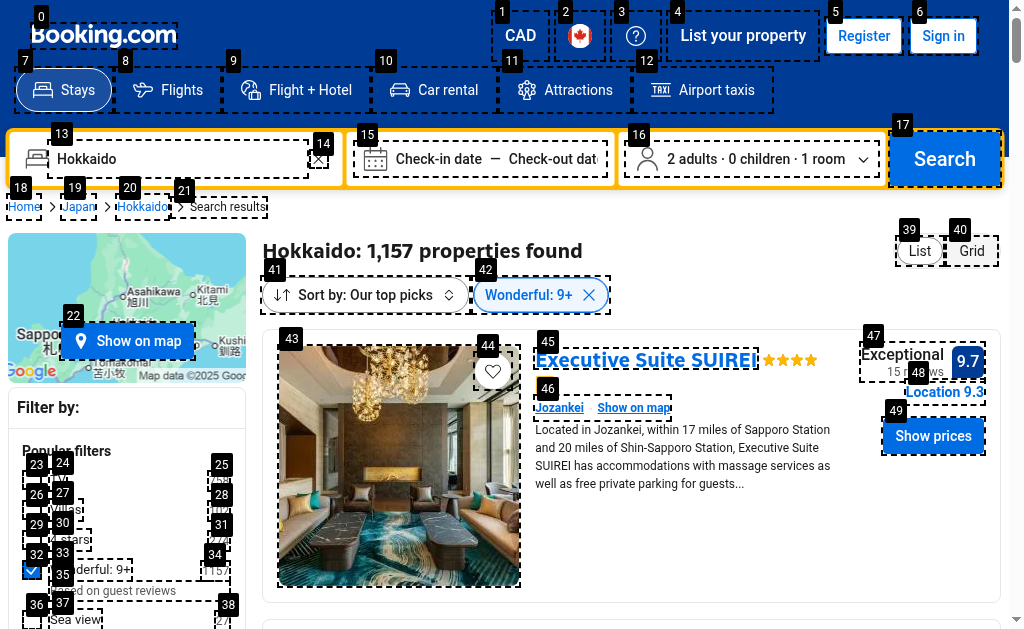 0
Booking.com
1
CAD
2
3
4
List your property
5
Register
6
Sign in
7
Stays
8
Flights
9
Flight + Hotel
10
Car rental
11
Attractions
12
Airport taxis
13
Hokkaido
14
15
Check-in date — Check-out dat
16
2 adults · 0 children · 1 room
17
Search
18
Home
19
Japan
20
Hokkaido
21
Search results
Hokkaido: 1,157 properties found
39
List
40
Grid
41
Sort by: Our top picks
42
Wonderful: 9+
Asahikawa
旭川
Kitami
北見
Sappo
札
Kushi
釧路
Tomakomai
苫小牧
22
Show on map
Google
Map data ©2025 Goog
Filter by:
Popular filters
23
24
25
26
27
Villas
28
29
30
4 stars
31
32
33
Wonderful: 9+
34
1157
35
Based on guest reviews
36
37
Sea view
38
27
43
44
45
Executive Suite SUIREI
46
Jozankei
Show on map
Located in Jozankei, within 17 miles of Sapporo Station
and 20 miles of Shin-Sapporo Station, Executive Suite
SUIREI has accommodations with massage services as
well as free private parking for guests...
47
Exceptional
15 reviews
9.7
48
Location 9.3
49
Show prices